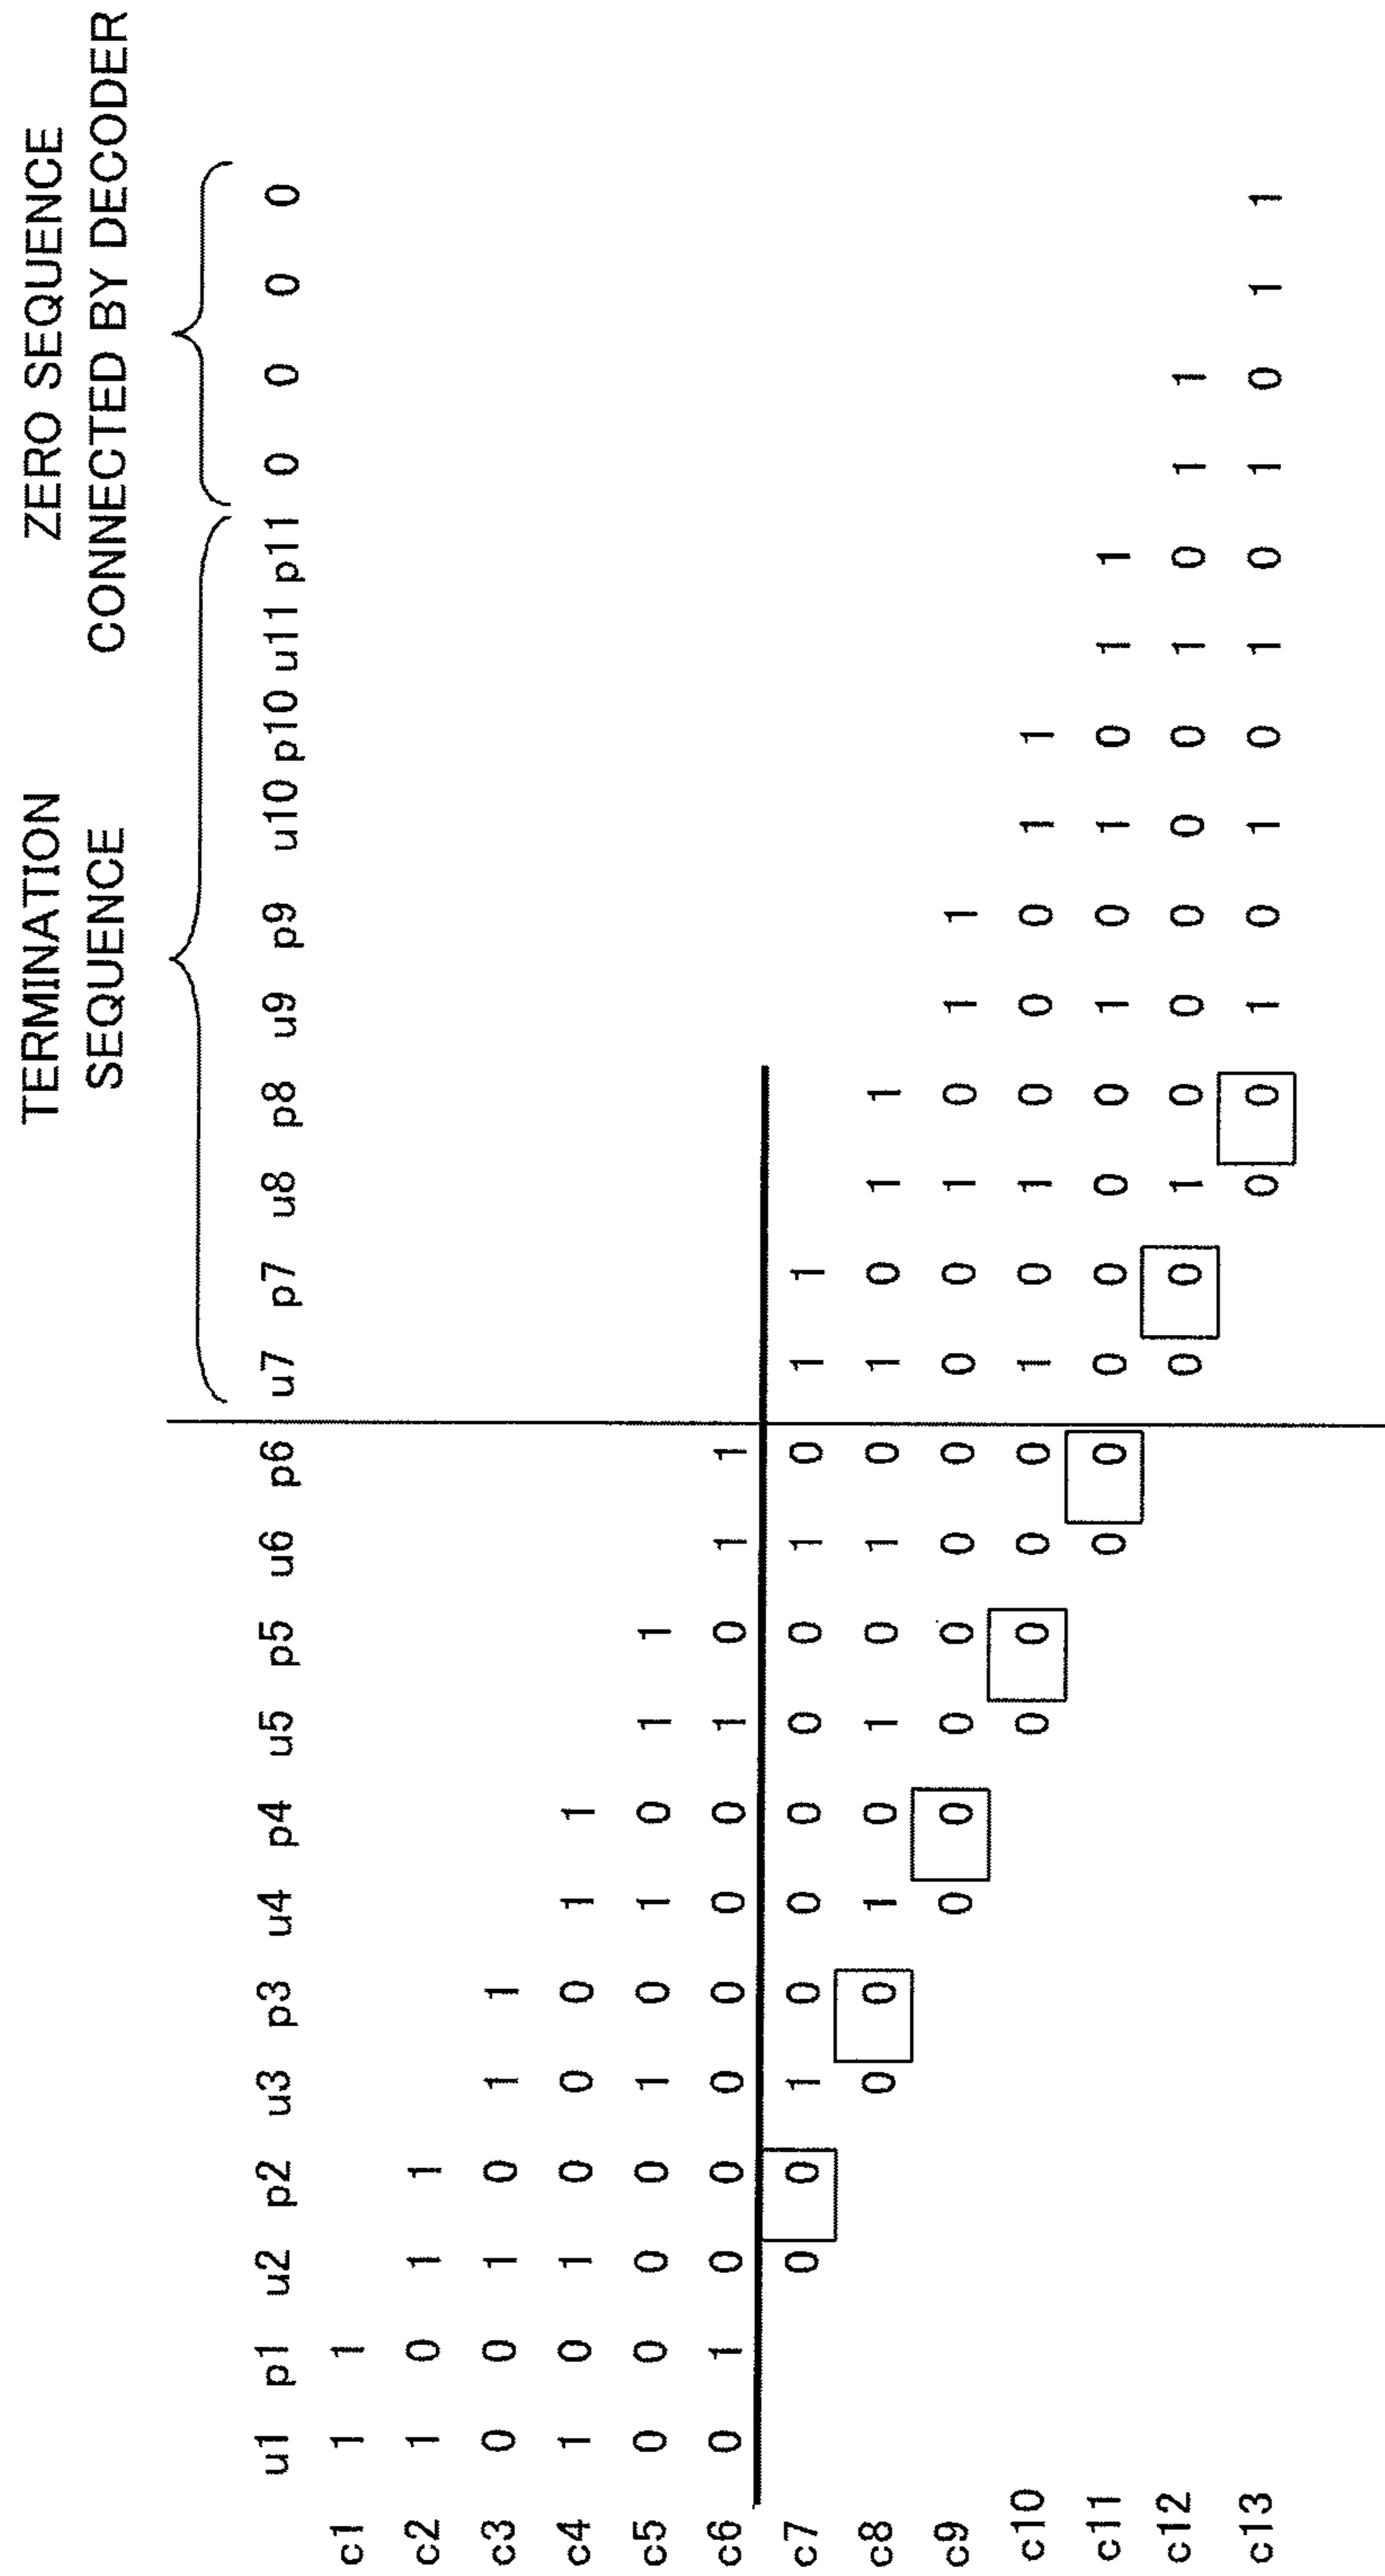 TERMINATION
SEQUENCE
ZERO SEQUENCE
CONNECTED BY DECODER
u1 p1 u2 p2 u3 p3 u4 p4 u5 p5 u6 p6 u7 p7 u8 p8 u9 p9 u10 p10 u11 p11 0 0 0 0
c1 1 1
c2 1 0 1 1
c3 0 0 1 0 1 1
c4 1 0 1 0 0 0 1 1
c5 0 0 0 0 1 0 1 0 1 1
c6 0 1 0 0 0 0 0 0 1 0 1 1
c7 0 0 1 0 0 0 0 0 1 0 1 1
c8 0 0 1 0 1 0 1 0 1 0 1 1
c9 0 0 0 0 0 0 0 0 1 0 1 1
c10 0 0 0 0 1 0 1 0 0 0 1 1
c11 0 0 0 0 0 0 1 0 1 0 1 1
c12 0 0 1 0 0 0 0 0 1 0 1 1
c13 0 0 1 0 1 0 1 0 1 0 1 1